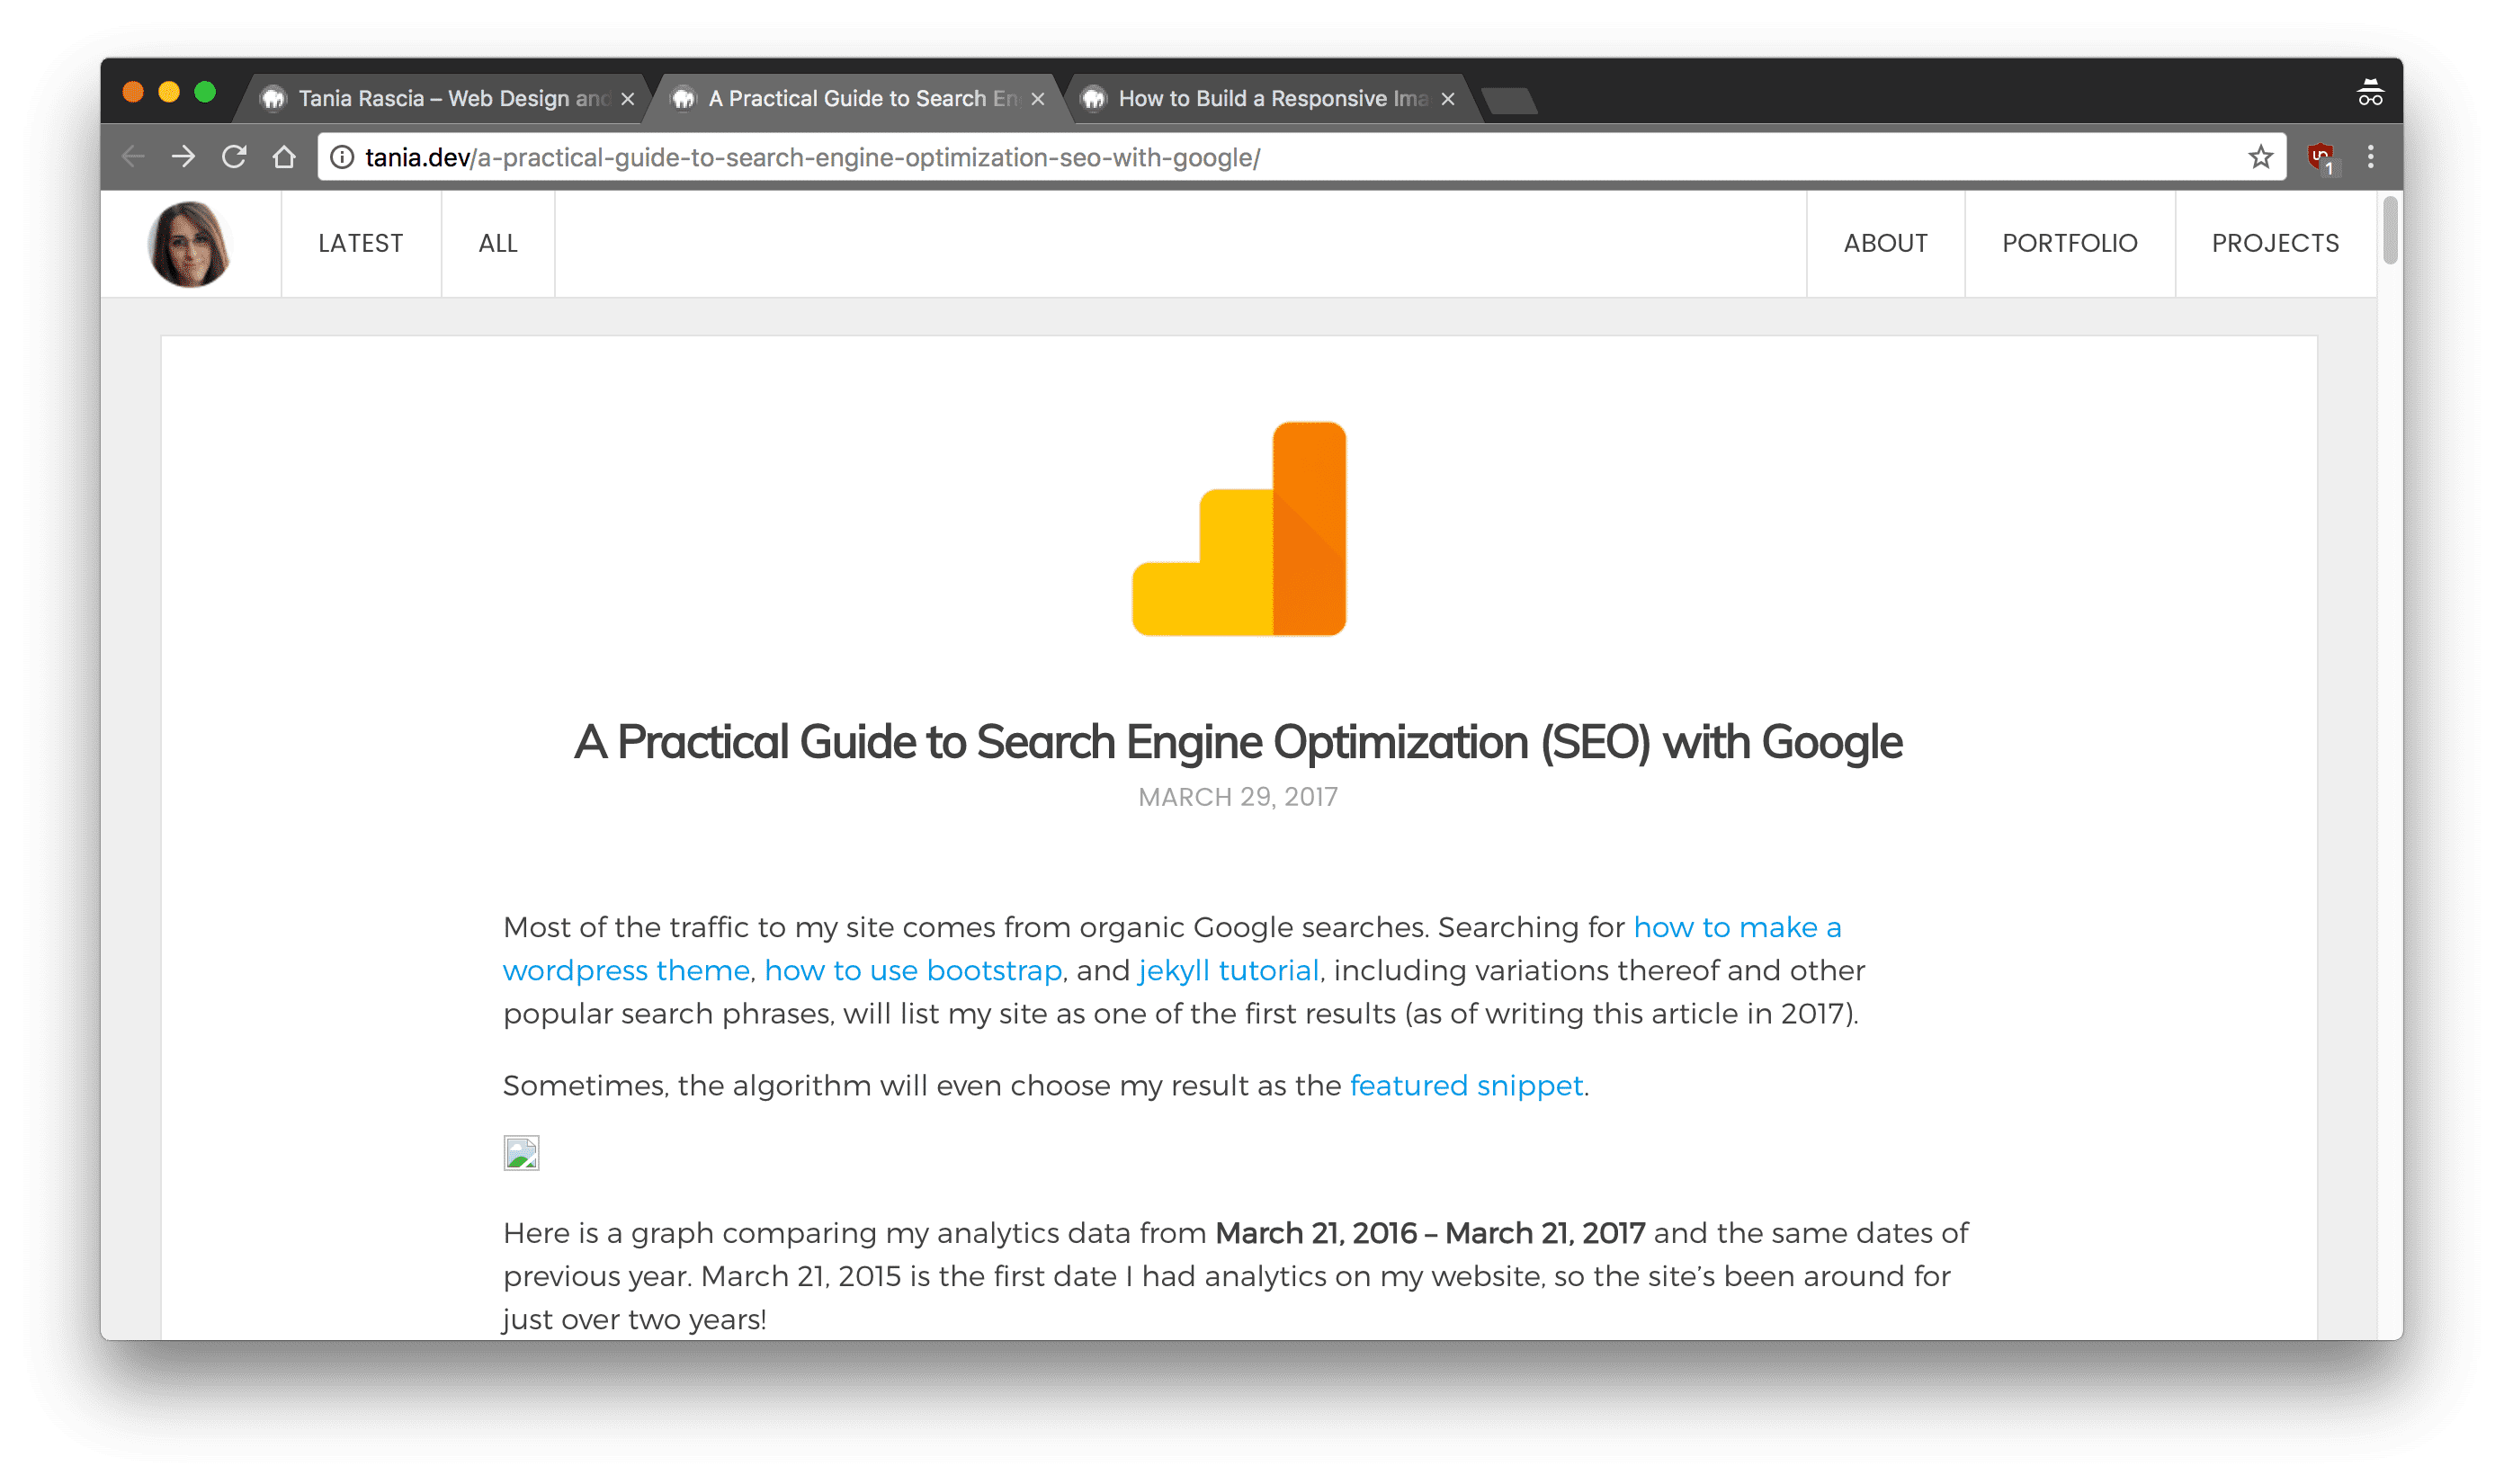 Tania Rascia – Web Design and
A Practical Guide to Search En
How to Build a Responsive Ima
tania.dev/a-practical-guide-to-search-engine-optimization-seo-with-google/
1
LATEST
ALL
ABOUT
PORTFOLIO
PROJECTS
A Practical Guide to Search Engine Optimization (SEO) with Google
MARCH 29, 2017
Most of the traffic to my site comes from organic Google searches. Searching for how to make a
wordpress theme, how to use bootstrap, and jekyll tutorial, including variations thereof and other
popular search phrases, will list my site as one of the first results (as of writing this article in 2017).
Sometimes, the algorithm will even choose my result as the featured snippet.
Here is a graph comparing my analytics data from March 21, 2016 – March 21, 2017 and the same dates of
previous year. March 21, 2015 is the first date I had analytics on my website, so the site’s been around for
just over two years!